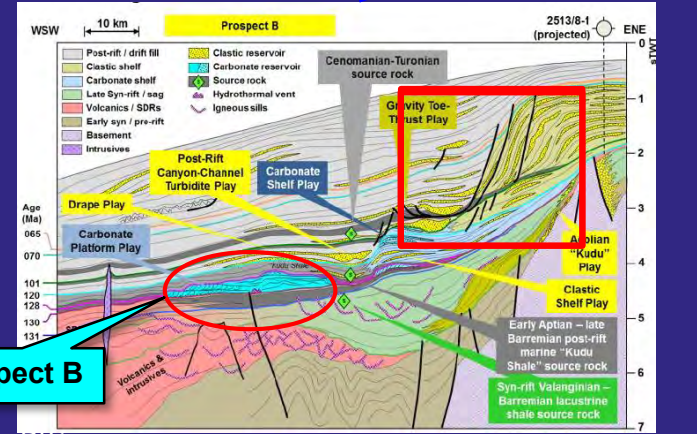 WSW
10 km
Prospect B
2513/8-1
(projected)
ENE
sTWT
Post-rift / drift fill
Clastic shelf
Carbonate shelf
Late Syn-rift / sag
Volcanics / SDRs
Early syn / pre-rift
Basement
Intrusives
Clastic reservoir
Carbonate reservoir
Source rock
Hydrothermal vent
Igneous sills
Cenomanian-Turonian
source rock
Gravity Toe-
Thrust Play
Post-Rift
Canyon-Channel
Turbidite Play
Carbonate
Shelf Play
Drape Play
Carbonate
Platform Play
Age
(Ma)
065
070
101
120
128
130
131
0
1
2
3
4
5
6
7
Kudu Shale
Aptian
"Kudu"
Play
Clastic
Shelf Play
Early Aptian – late
Barremian post-rift
marine "Kudu
Shale" source rock
Syn-rift Valanginian –
Barremian lacustrine
shale source rock
Volcanics &
intrusives
pect B